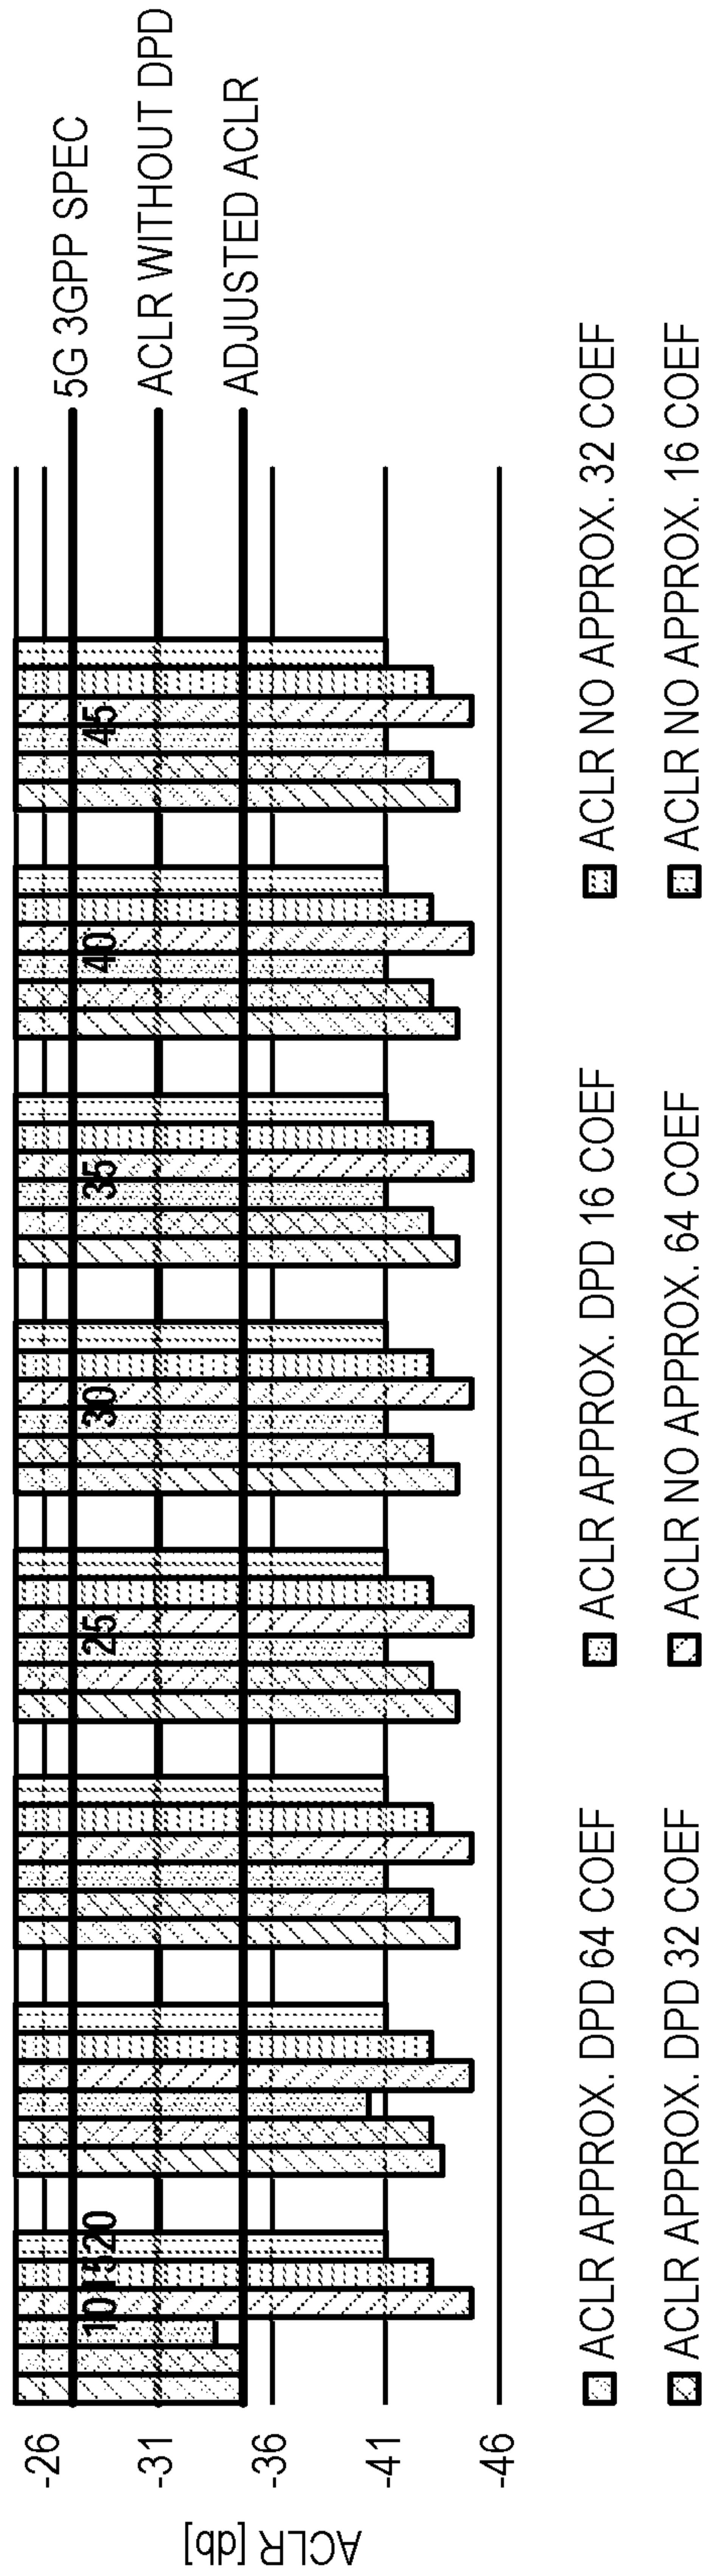 ACLR [db]
-26
-31
-36
-41
-46
10
15
20
25
30
35
40
45
5G 3GPP SPEC
ACLR WITHOUT DPD
ADJUSTED ACLR
ACLR APPROX. DPD 64 COEF
ACLR APPROX. DPD 16 COEF
ACLR NO APPROX. 32 COEF
ACLR APPROX. DPD 32 COEF
ACLR NO APPROX. 64 COEF
ACLR NO APPROX. 16 COEF